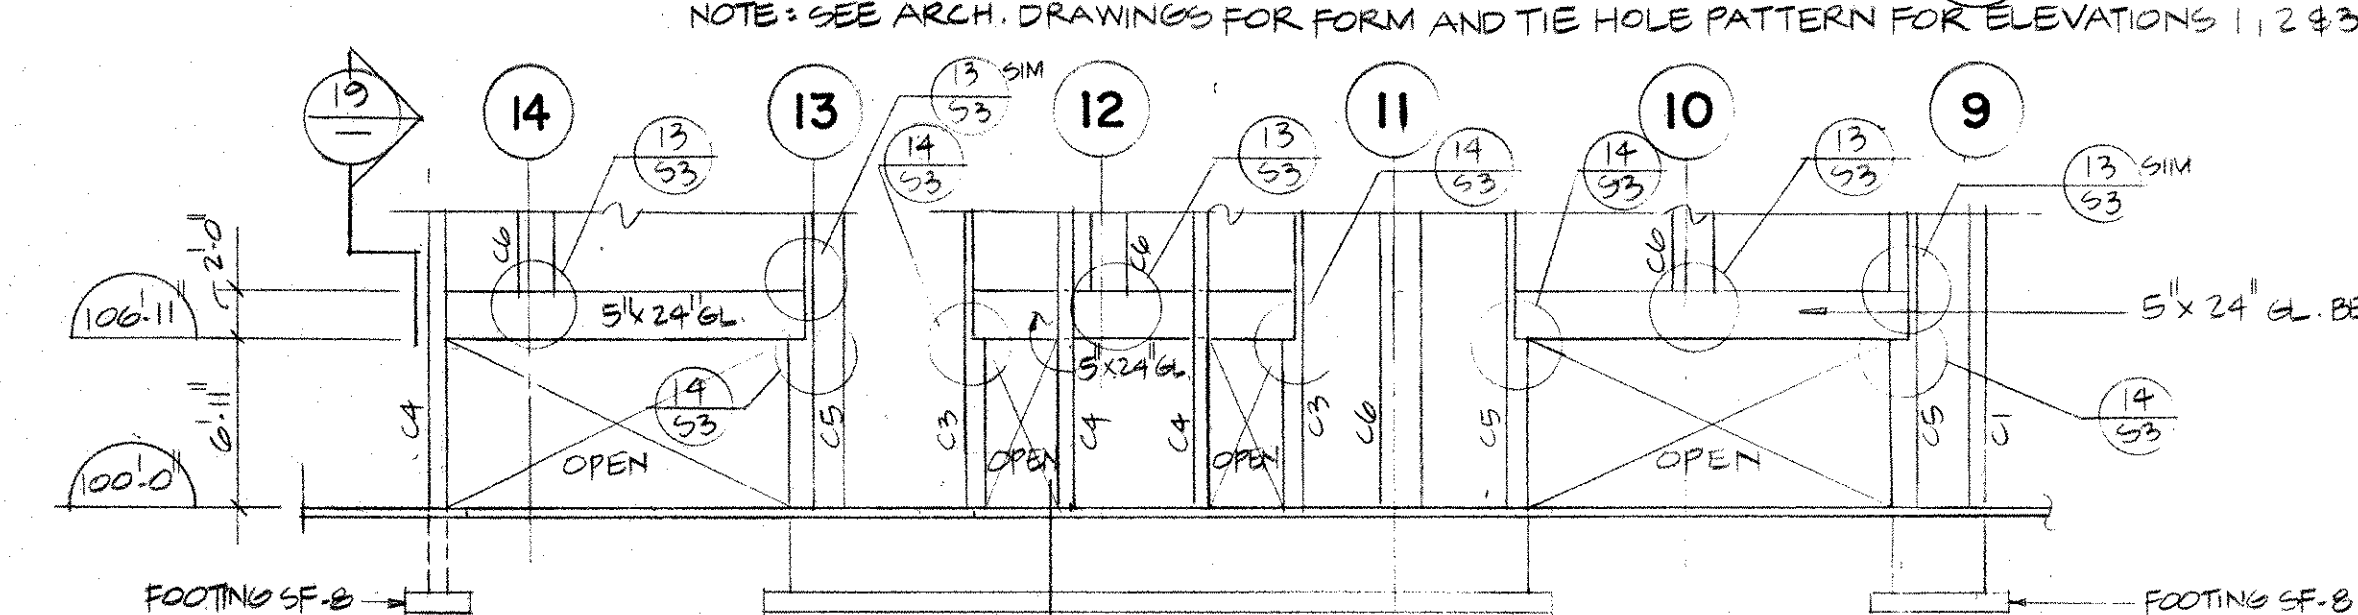 NOTE: SEE ARCH. DRAWINGS FOR FORM AND TIE HOLE PATTERN FOR ELEVATIONS 1, 2 & 3
19
—
14
13
S3
13
13
S3
SIM
14
S3
12
13
S3
11
14
S3
14
S3
10
13
S3
9
13
S3
SIM
2'-0"
106'-11"
6'-11"
100'-0"
C6
C6
C6
5" X 24" GL.
5" X 24" GL.
5" X 24" GL. BE
14
S3
14
S3
C4
C5
C3
C4
C4
C3
C6
C5
C5
C1
OPEN
OPEN
OPEN
OPEN
FOOTING SF-8
FOOTING SF-8